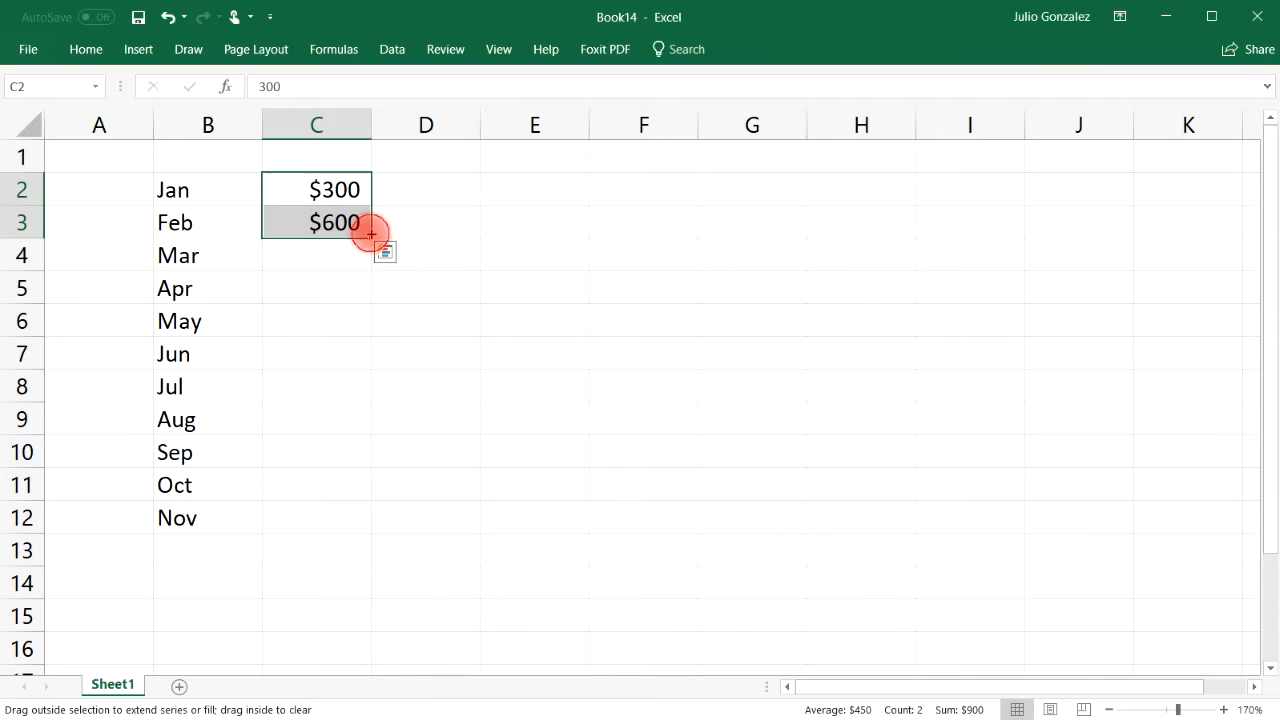 AutoSave Off
Book14 - Excel
Julio Gonzalez
File Home Insert Draw Page Layout Formulas Data Review View Help Foxit PDF Search Share
C2 fx 300
A B C D E F G H I J K
1
2 Jan $300
3 Feb $600
4 Mar
5 Apr
6 May
7 Jun
8 Jul
9 Aug
10 Sep
11 Oct
12 Nov
13
14
15
16
Sheet1
Drag outside selection to extend series or fill; drag inside to clear Average: $450 Count: 2 Sum: $900 170%